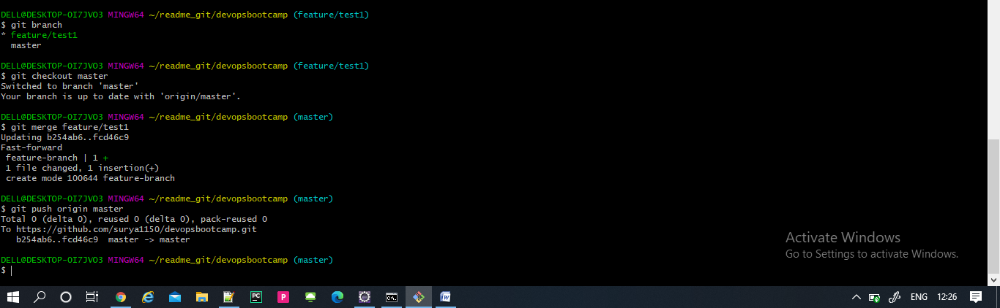 DELL@DESKTOP-OI7JVO3 MINGW64 ~/readme_git/devopsbootcamp (feature/test1)
$ git branch
* feature/test1
  master
DELL@DESKTOP-OI7JVO3 MINGW64 ~/readme_git/devopsbootcamp (feature/test1)
$ git checkout master
Switched to branch 'master'
Your branch is up to date with 'origin/master'.
DELL@DESKTOP-OI7JVO3 MINGW64 ~/readme_git/devopsbootcamp (master)
$ git merge feature/test1
Updating b254ab6..fcd46c9
Fast-forward
 feature-branch | 1 +
 1 file changed, 1 insertion(+)
 create mode 100644 feature-branch
DELL@DESKTOP-OI7JVO3 MINGW64 ~/readme_git/devopsbootcamp (master)
$ git push origin master
Total 0 (delta 0), reused 0 (delta 0), pack-reused 0
To https://github.com/surya1150/devopsbootcamp.git
   b254ab6..fcd46c9  master -> master
DELL@DESKTOP-OI7JVO3 MINGW64 ~/readme_git/devopsbootcamp (master)
$
Activate Windows
Go to Settings to activate Windows.
ENG 12:26